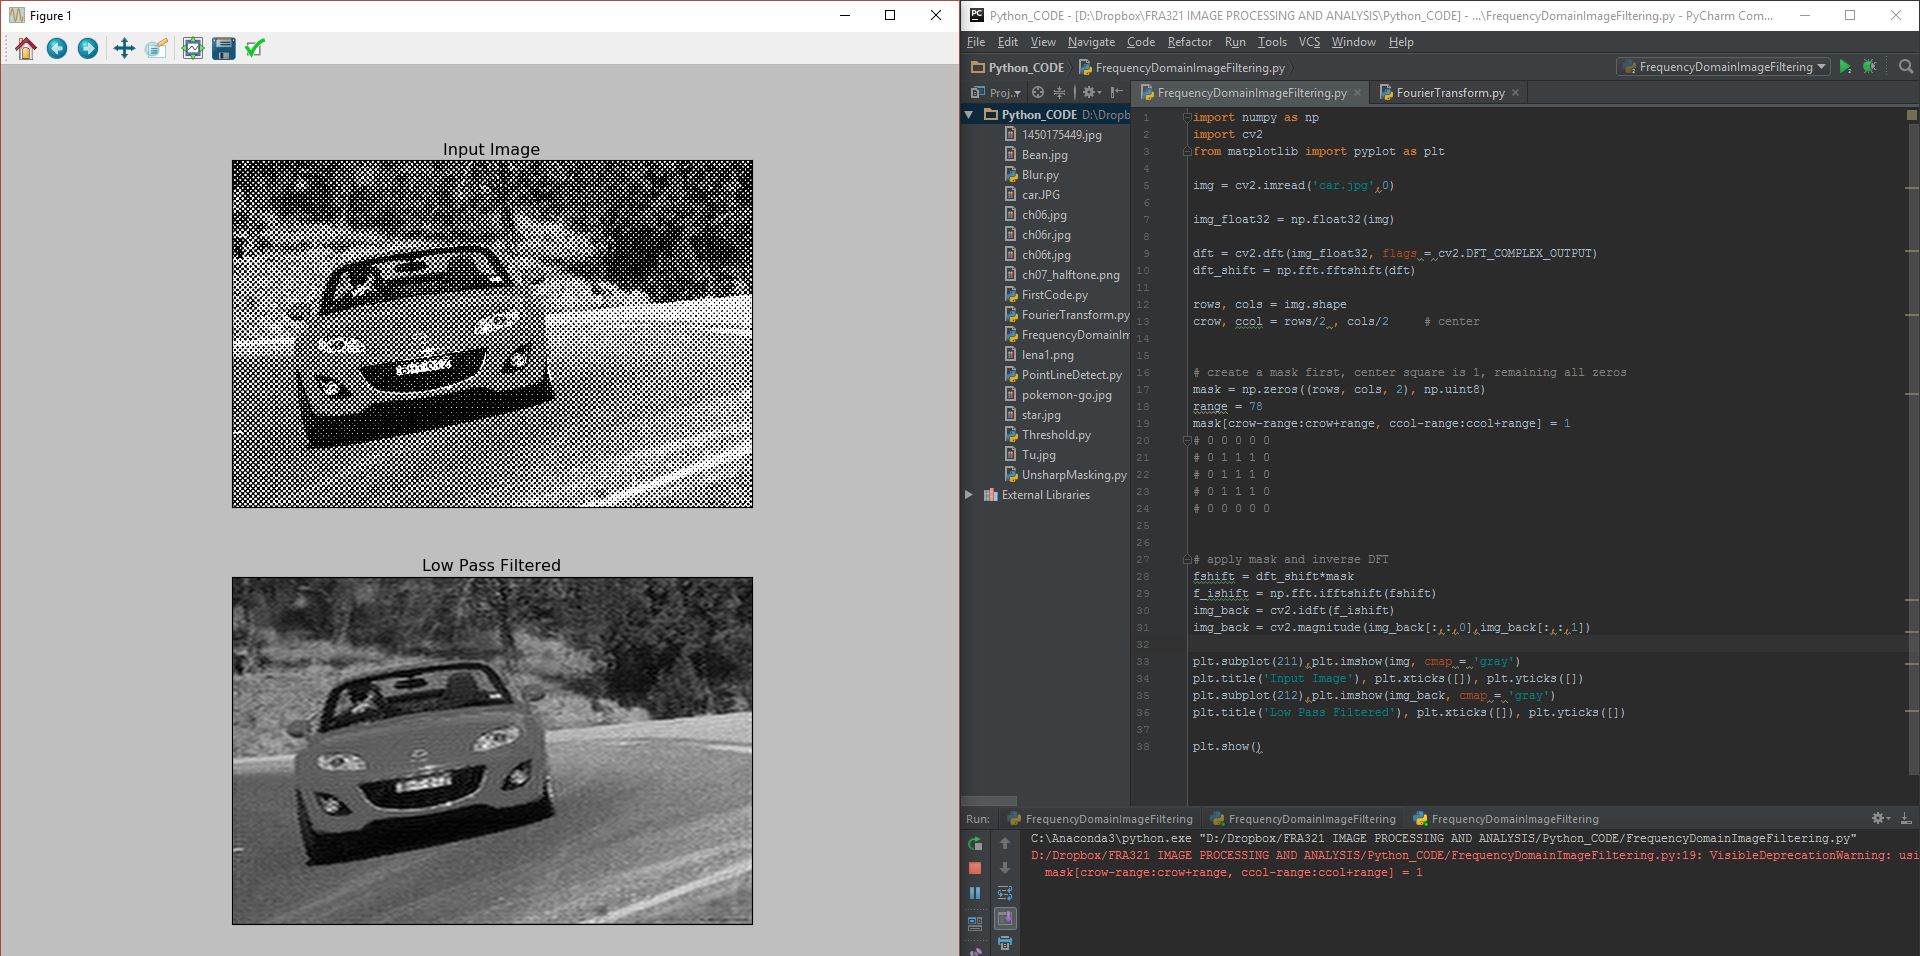 Figure 1
Input Image
Low Pass Filtered
Python_CODE - [D:\Dropbox\FRA321 IMAGE PROCESSING AND ANALYSIS\Python_CODE] - ...\FrequencyDomainImageFiltering.py - PyCharm Com...
File Edit View Navigate Code Refactor Run Tools VCS Window Help
Python_CODE FrequencyDomainImageFiltering.py FrequencyDomainImageFiltering
Proj... FrequencyDomainImageFiltering.py FourierTransform.py
Python_CODE D:\Dropb
1450175449.jpg
Bean.jpg
Blur.py
car.JPG
ch06.jpg
ch06r.jpg
ch06t.jpg
ch07_halftone.png
FirstCode.py
FourierTransform.py
FrequencyDomainIm
lena1.png
PointLineDetect.py
pokemon-go.jpg
star.jpg
Threshold.py
Tu.jpg
UnsharpMasking.py
External Libraries
1 import numpy as np
2 import cv2
3 from matplotlib import pyplot as plt
4
5 img = cv2.imread('car.jpg',0)
6
7 img_float32 = np.float32(img)
8
9 dft = cv2.dft(img_float32, flags = cv2.DFT_COMPLEX_OUTPUT)
10 dft_shift = np.fft.fftshift(dft)
11
12 rows, cols = img.shape
13 crow, ccol = rows/2 , cols/2     # center
14
15
16 # create a mask first, center square is 1, remaining all zeros
17 mask = np.zeros((rows, cols, 2), np.uint8)
18 range = 78
19 mask[crow-range:crow+range, ccol-range:ccol+range] = 1
20 # 0 0 0 0 0
21 # 0 1 1 1 0
22 # 0 1 1 1 0
23 # 0 1 1 1 0
24 # 0 0 0 0 0
25
26
27 # apply mask and inverse DFT
28 fshift = dft_shift*mask
29 f_ishift = np.fft.ifftshift(fshift)
30 img_back = cv2.idft(f_ishift)
31 img_back = cv2.magnitude(img_back[:,:,0],img_back[:,:,1])
32
33 plt.subplot(211),plt.imshow(img, cmap = 'gray')
34 plt.title('Input Image'), plt.xticks([]), plt.yticks([])
35 plt.subplot(212),plt.imshow(img_back, cmap = 'gray')
36 plt.title('Low Pass Filtered'), plt.xticks([]), plt.yticks([])
37
38 plt.show()
Run: FrequencyDomainImageFiltering FrequencyDomainImageFiltering FrequencyDomainImageFiltering
C:\Anaconda3\python.exe "D:/Dropbox/FRA321 IMAGE PROCESSING AND ANALYSIS/Python_CODE/FrequencyDomainImageFiltering.py"
D:/Dropbox/FRA321 IMAGE PROCESSING AND ANALYSIS/Python_CODE/FrequencyDomainImageFiltering.py:19: VisibleDeprecationWarning: usi
mask[crow-range:crow+range, ccol-range:ccol+range] = 1